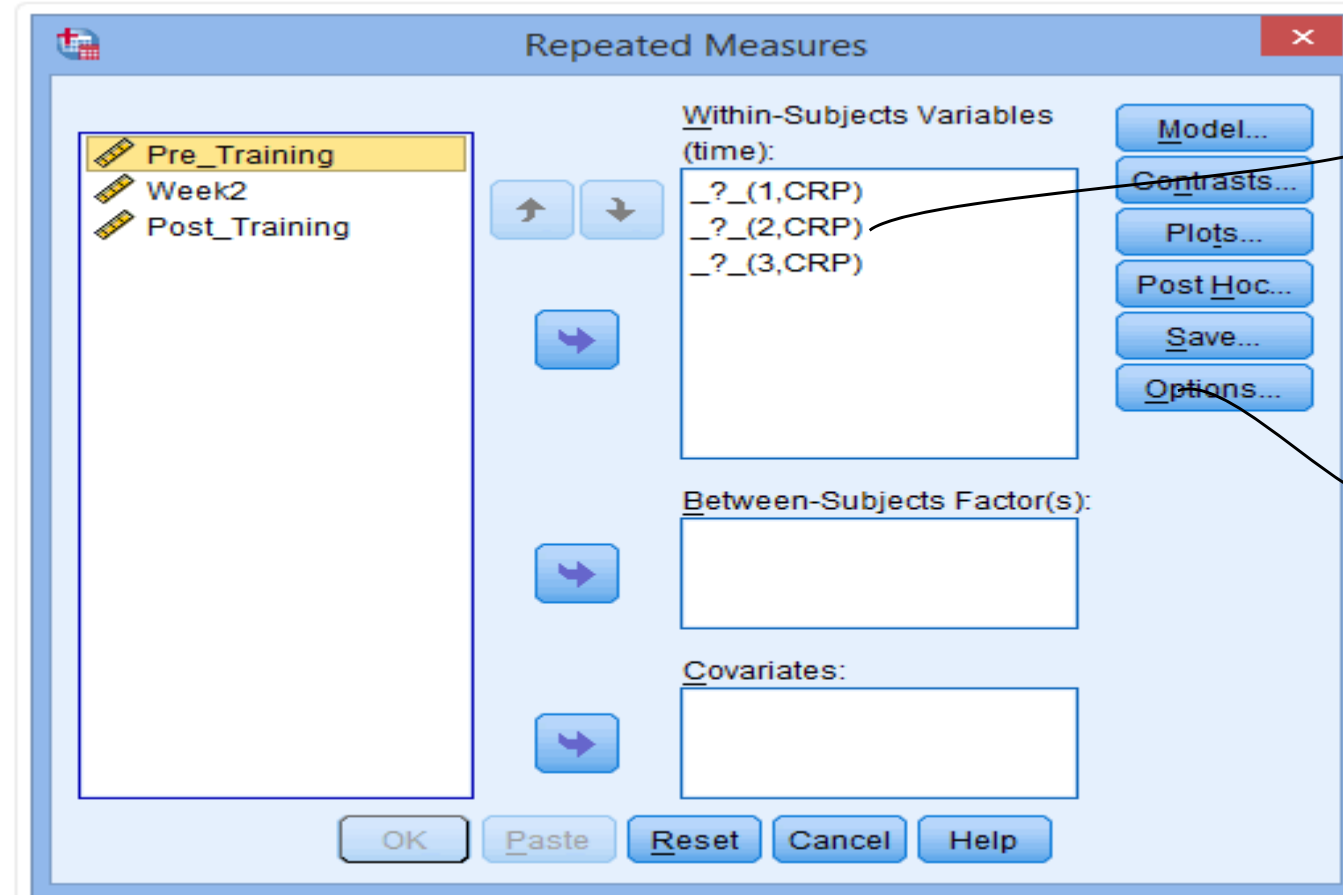 Repeated Measures
Pre_Training
Week2
Post_Training
Within-Subjects Variables
(time):
_?_(1,CRP)
_?_(2,CRP)
_?_(3,CRP)
Between-Subjects Factor(s):
Covariates:
Model...
Contrasts...
Plots...
Post Hoc...
Save...
Options...
OK
Paste
Reset
Cancel
Help